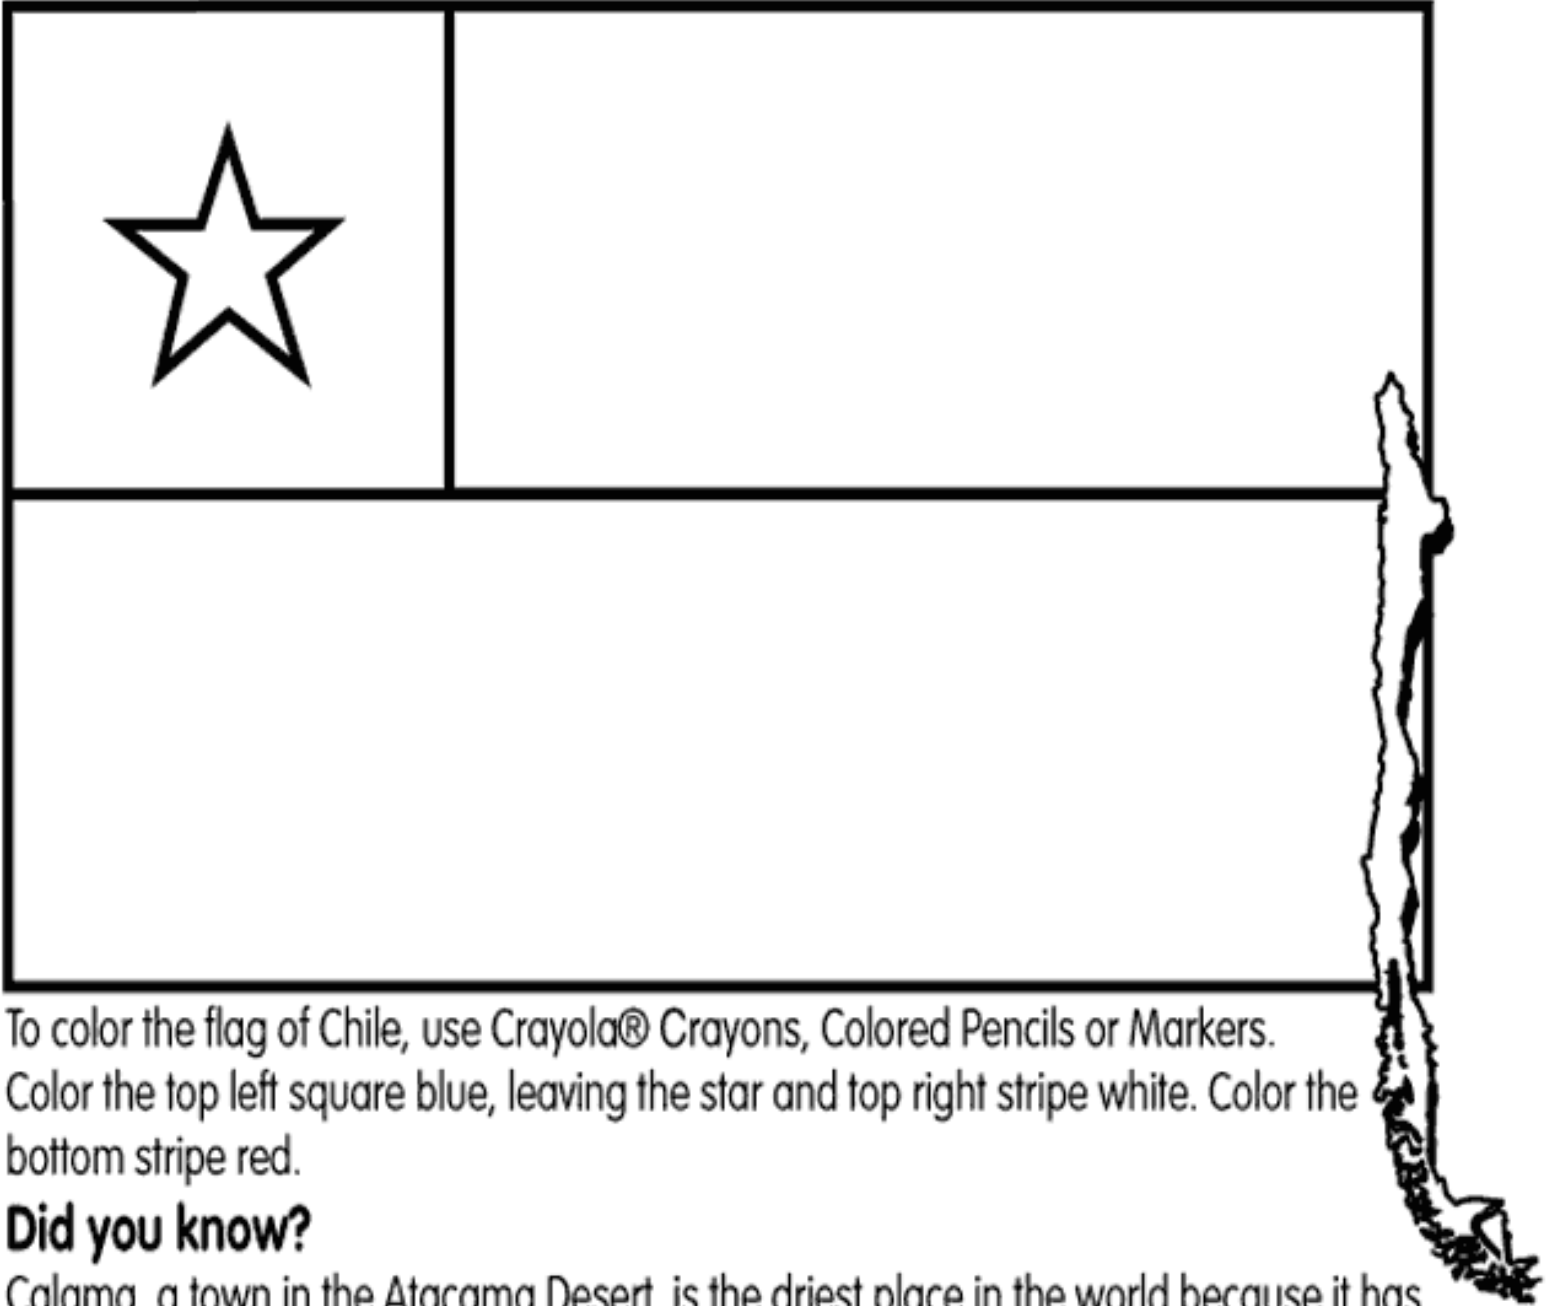 To color the flag of Chile, use Crayola® Crayons, Colored Pencils or Markers.
Color the top left square blue, leaving the star and top right stripe white. Color the
bottom stripe red.
Did you know?
Calama, a town in the Atacama Desert, is the driest place in the world because it has